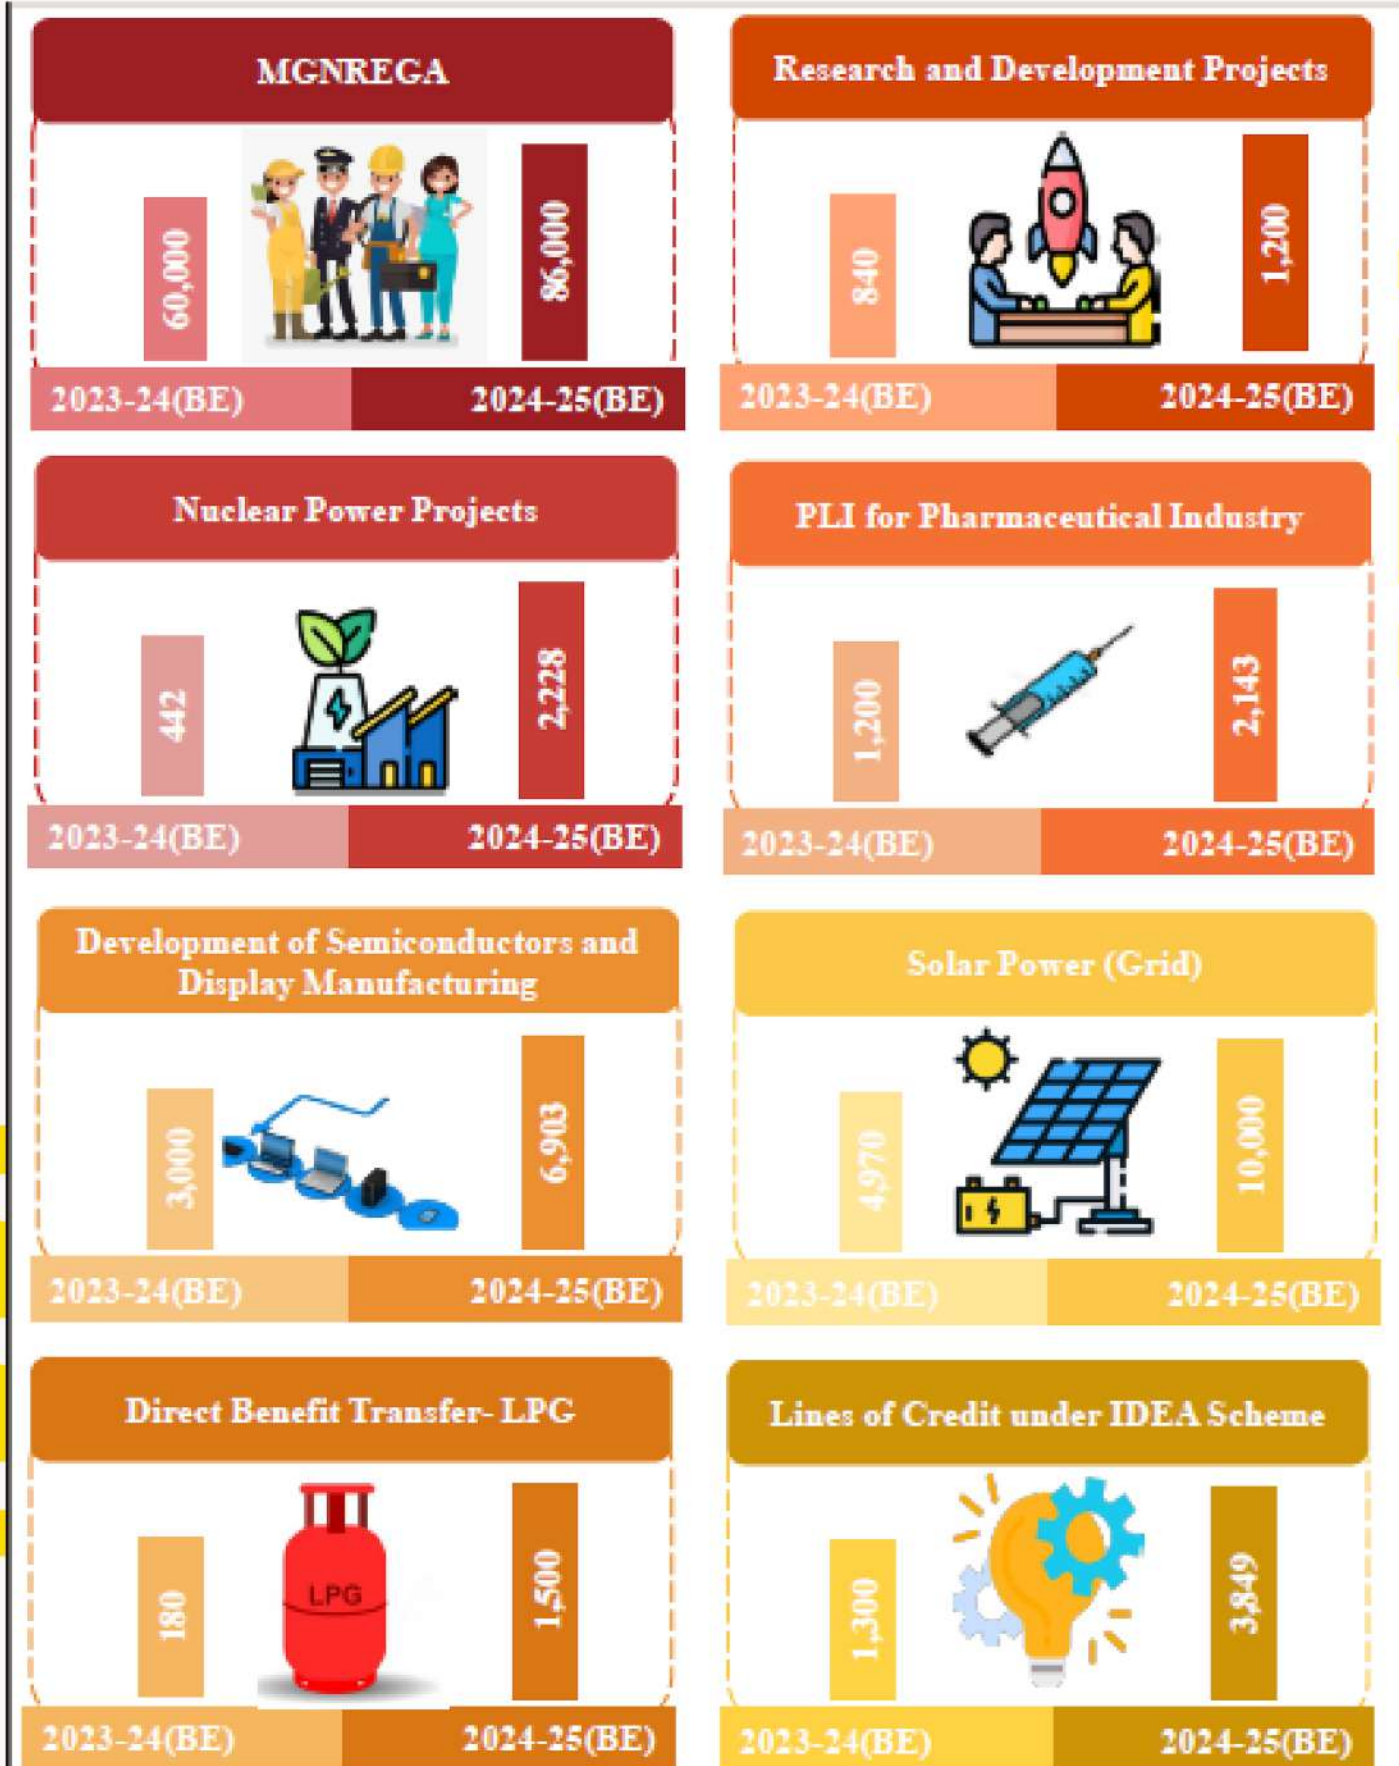 MGNREGA
60,000
86,000
2023-24(BE)
2024-25(BE)
Research and Development Projects
840
1,200
2023-24(BE)
2024-25(BE)
Nuclear Power Projects
442
2,228
2023-24(BE)
2024-25(BE)
PLI for Pharmaceutical Industry
1,200
2,143
2023-24(BE)
2024-25(BE)
Development of Semiconductors and
Display Manufacturing
3,000
6,903
2023-24(BE)
2024-25(BE)
Solar Power (Grid)
4,970
10,000
2023-24(BE)
2024-25(BE)
Direct Benefit Transfer- LPG
180
LPG
1,500
2023-24(BE)
2024-25(BE)
Lines of Credit under IDEA Scheme
1,300
3,849
2023-24(BE)
2024-25(BE)